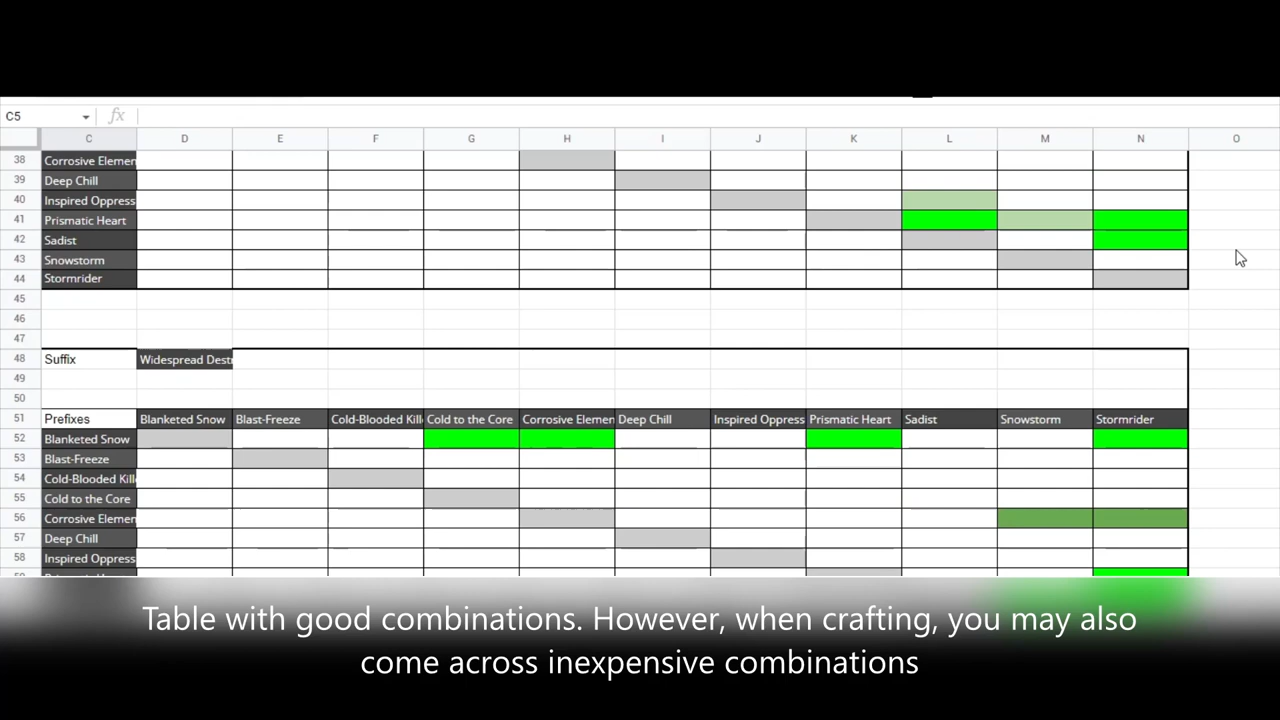 C5 fx
C D E F G H I J K L M N O
38 Corrosive Elemen
39 Deep Chill
40 Inspired Oppress
41 Prismatic Heart
42 Sadist
43 Snowstorm
44 Stormrider
45
46
47
48 Suffix Widespread Dest
49
50
51 Prefixes Blanketed Snow Blast-Freeze Cold-Blooded Kill Cold to the Core Corrosive Elemen Deep Chill Inspired Oppress Prismatic Heart Sadist Snowstorm Stormrider
52 Blanketed Snow
53 Blast-Freeze
54 Cold-Blooded Kill
55 Cold to the Core
56 Corrosive Elemen
57 Deep Chill
58 Inspired Oppress
Table with good combinations. However, when crafting, you may also
come across inexpensive combinations